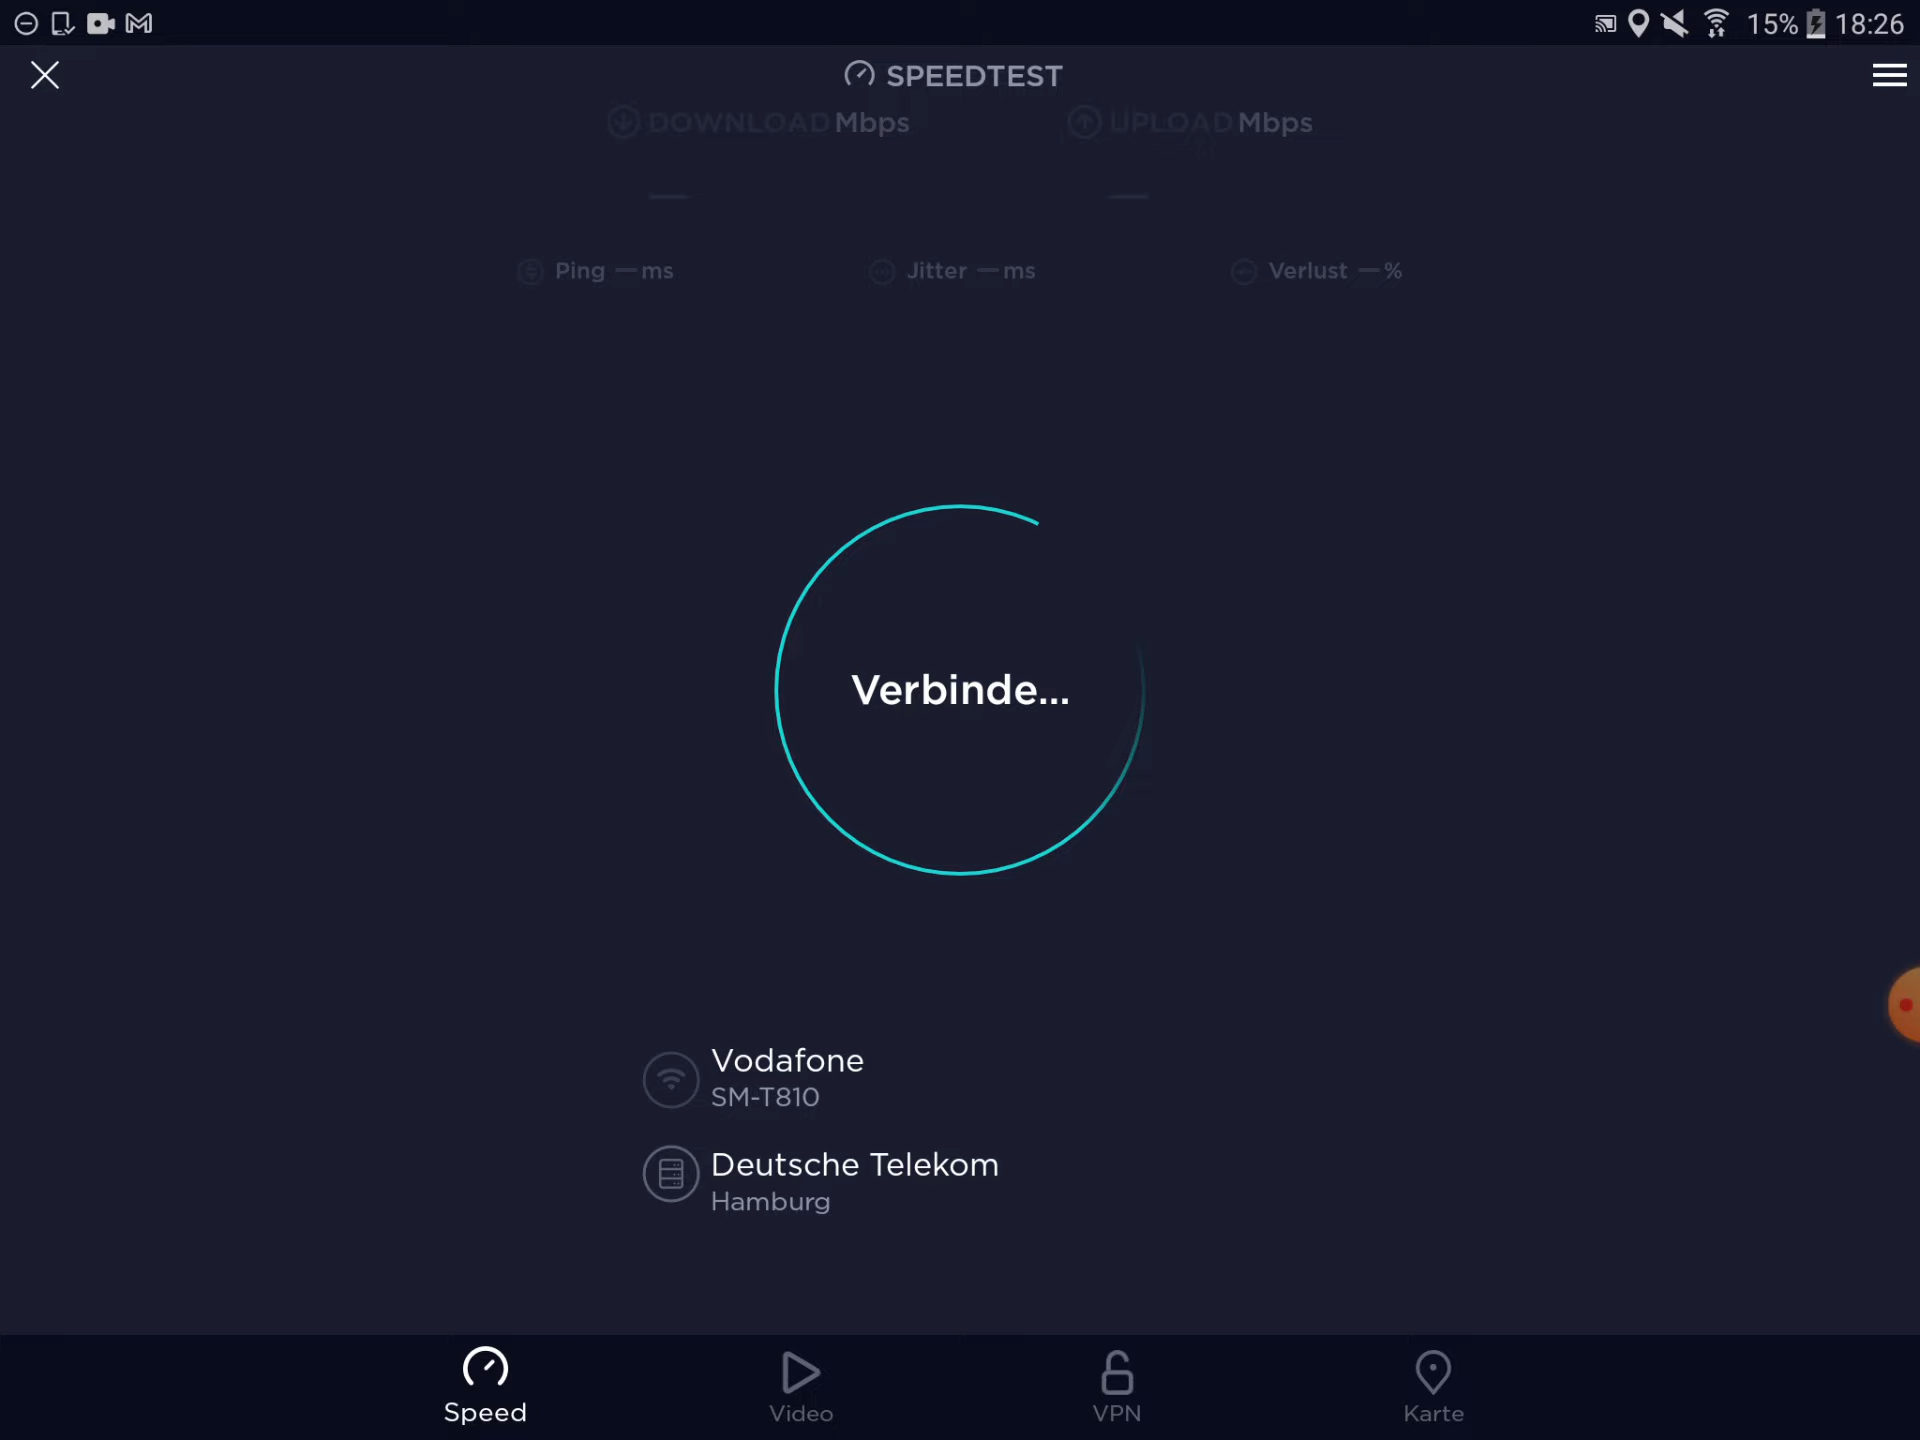 15% 18:26
SPEEDTEST
DOWNLOAD Mbps
UPLOAD Mbps
Ping — ms
Jitter — ms
Verlust — %
Verbinde...
Vodafone
SM-T810
Deutsche Telekom
Hamburg
Speed
Video
VPN
Karte